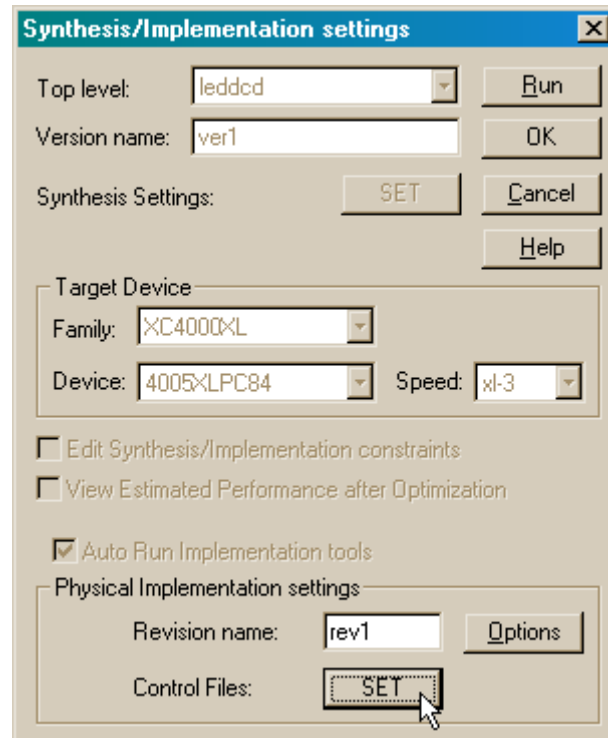 Synthesis/Implementation settings
Top level: leddcd Run
Version name: ver1 OK
Synthesis Settings: SET Cancel
Help
Target Device
Family: XC4000XL
Device: 4005XLPC84 Speed: xl-3
Edit Synthesis/Implementation constraints
View Estimated Performance after Optimization
Auto Run Implementation tools
Physical Implementation settings
Revision name: rev1 Options
Control Files: SET